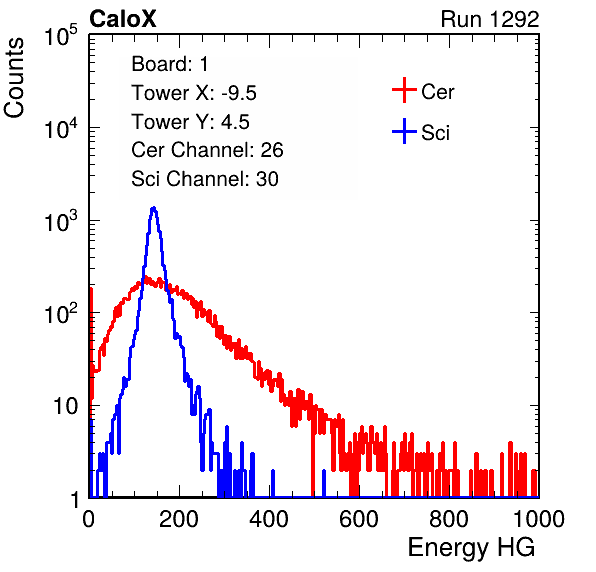 CaloX Run 1292
Counts
Board: 1
Tower X: -9.5
Tower Y: 4.5
Cer Channel: 26
Sci Channel: 30
Cer
Sci
10^5
10^4
10^3
10^2
10
1
0 200 400 600 800 1000
Energy HG